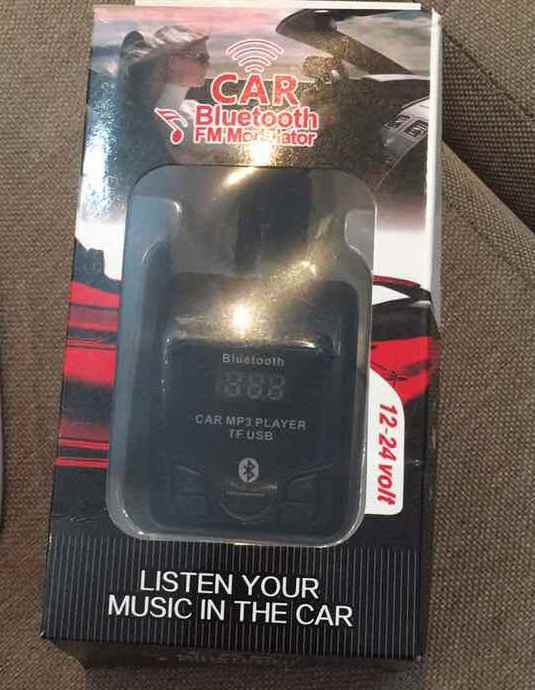 CAR
Bluetooth
FM Modulator
Bluetooth
CAR MP3 PLAYER
TF USB
12-24 volt
LISTEN YOUR
MUSIC IN THE CAR